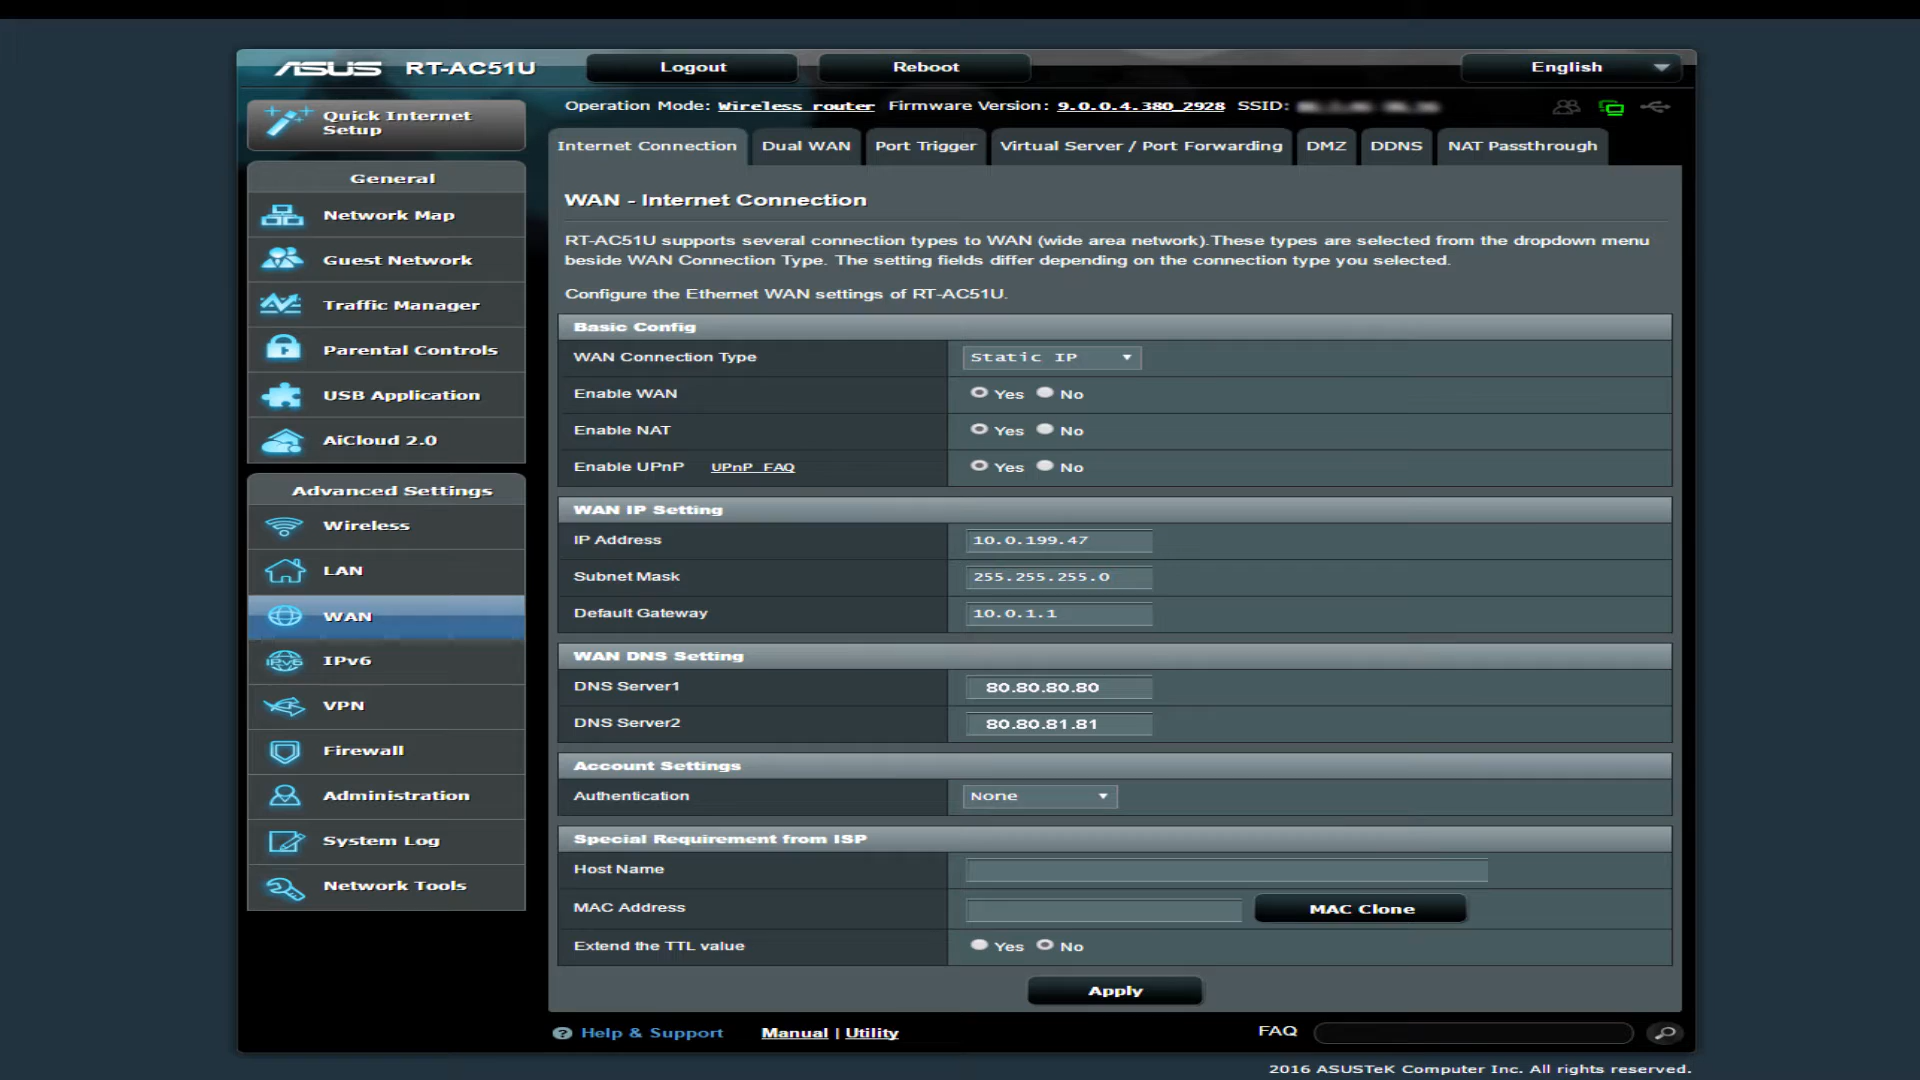 ASUS RT-AC51U Logout Reboot English
Operation Mode: Wireless router Firmware Version: 9.0.0.4.380_2928 SSID:
Quick Internet
Setup
General
Network Map
Guest Network
Traffic Manager
Parental Controls
USB Application
AiCloud 2.0
Advanced Settings
Wireless
LAN
WAN
IPv6
VPN
Firewall
Administration
System Log
Network Tools
Internet Connection Dual WAN Port Trigger Virtual Server / Port Forwarding DMZ DDNS NAT Passthrough
WAN - Internet Connection
RT-AC51U supports several connection types to WAN (wide area network).These types are selected from the dropdown menu
beside WAN Connection Type. The setting fields differ depending on the connection type you selected.
Configure the Ethernet WAN settings of RT-AC51U.
Basic Config
WAN Connection Type Static IP
Enable WAN Yes No
Enable NAT Yes No
Enable UPnP UPnP FAQ Yes No
WAN IP Setting
IP Address 10.0.199.47
Subnet Mask 255.255.255.0
Default Gateway 10.0.1.1
WAN DNS Setting
DNS Server1 80.80.80.80
DNS Server2 80.80.81.81
Account Settings
Authentication None
Special Requirement from ISP
Host Name
MAC Address MAC Clone
Extend the TTL value Yes No
Apply
Help & Support Manual | Utility FAQ
2016 ASUSTeK Computer Inc. All rights reserved.